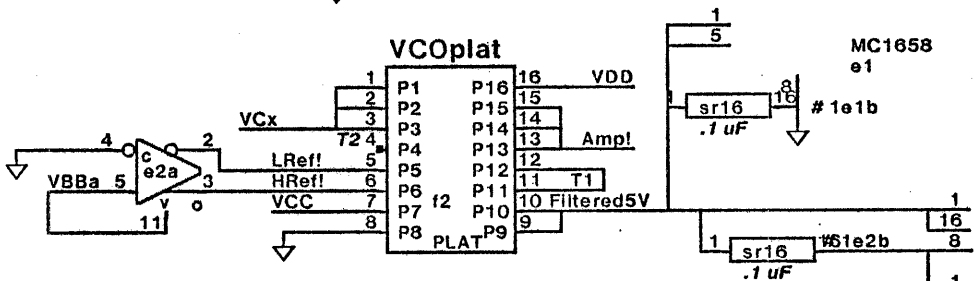 1
5
MC1658
e1
VCOplat
1 P1 P16 16 VDD
2 P2 P15 15
VCx 3 P3 P14 14
T2 4 P4 P13 13 Amp!
LRef! 5 P5 P12 12
HRef! 6 P6 P11 11 T1
VCC 7 P7 f2 P10 10 Filtered5V
8 P8 P9 9
PLAT
4 c 2
e2a
VBBa 5 3
v
11
1 sr16 16 8 #1e1b
.1 uF
1
16
1 sr16 #61e2b 8
.1 uF
1